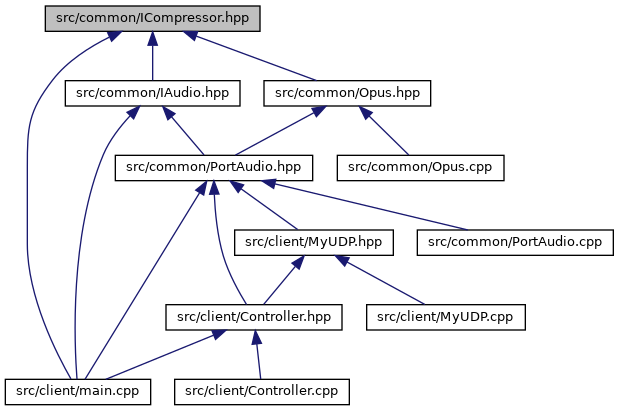 src/common/ICompressor.hpp
src/common/IAudio.hpp
src/common/Opus.hpp
src/common/PortAudio.hpp
src/common/Opus.cpp
src/client/MyUDP.hpp
src/common/PortAudio.cpp
src/client/Controller.hpp
src/client/MyUDP.cpp
src/client/main.cpp
src/client/Controller.cpp